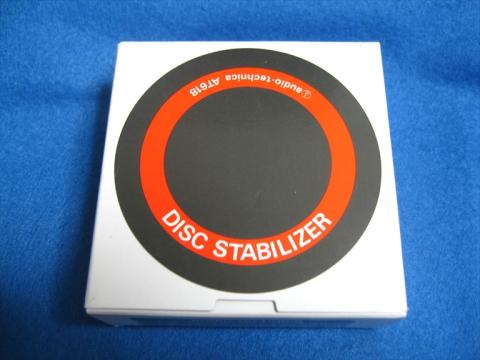 audio-technica AT618
DISC STABILIZER